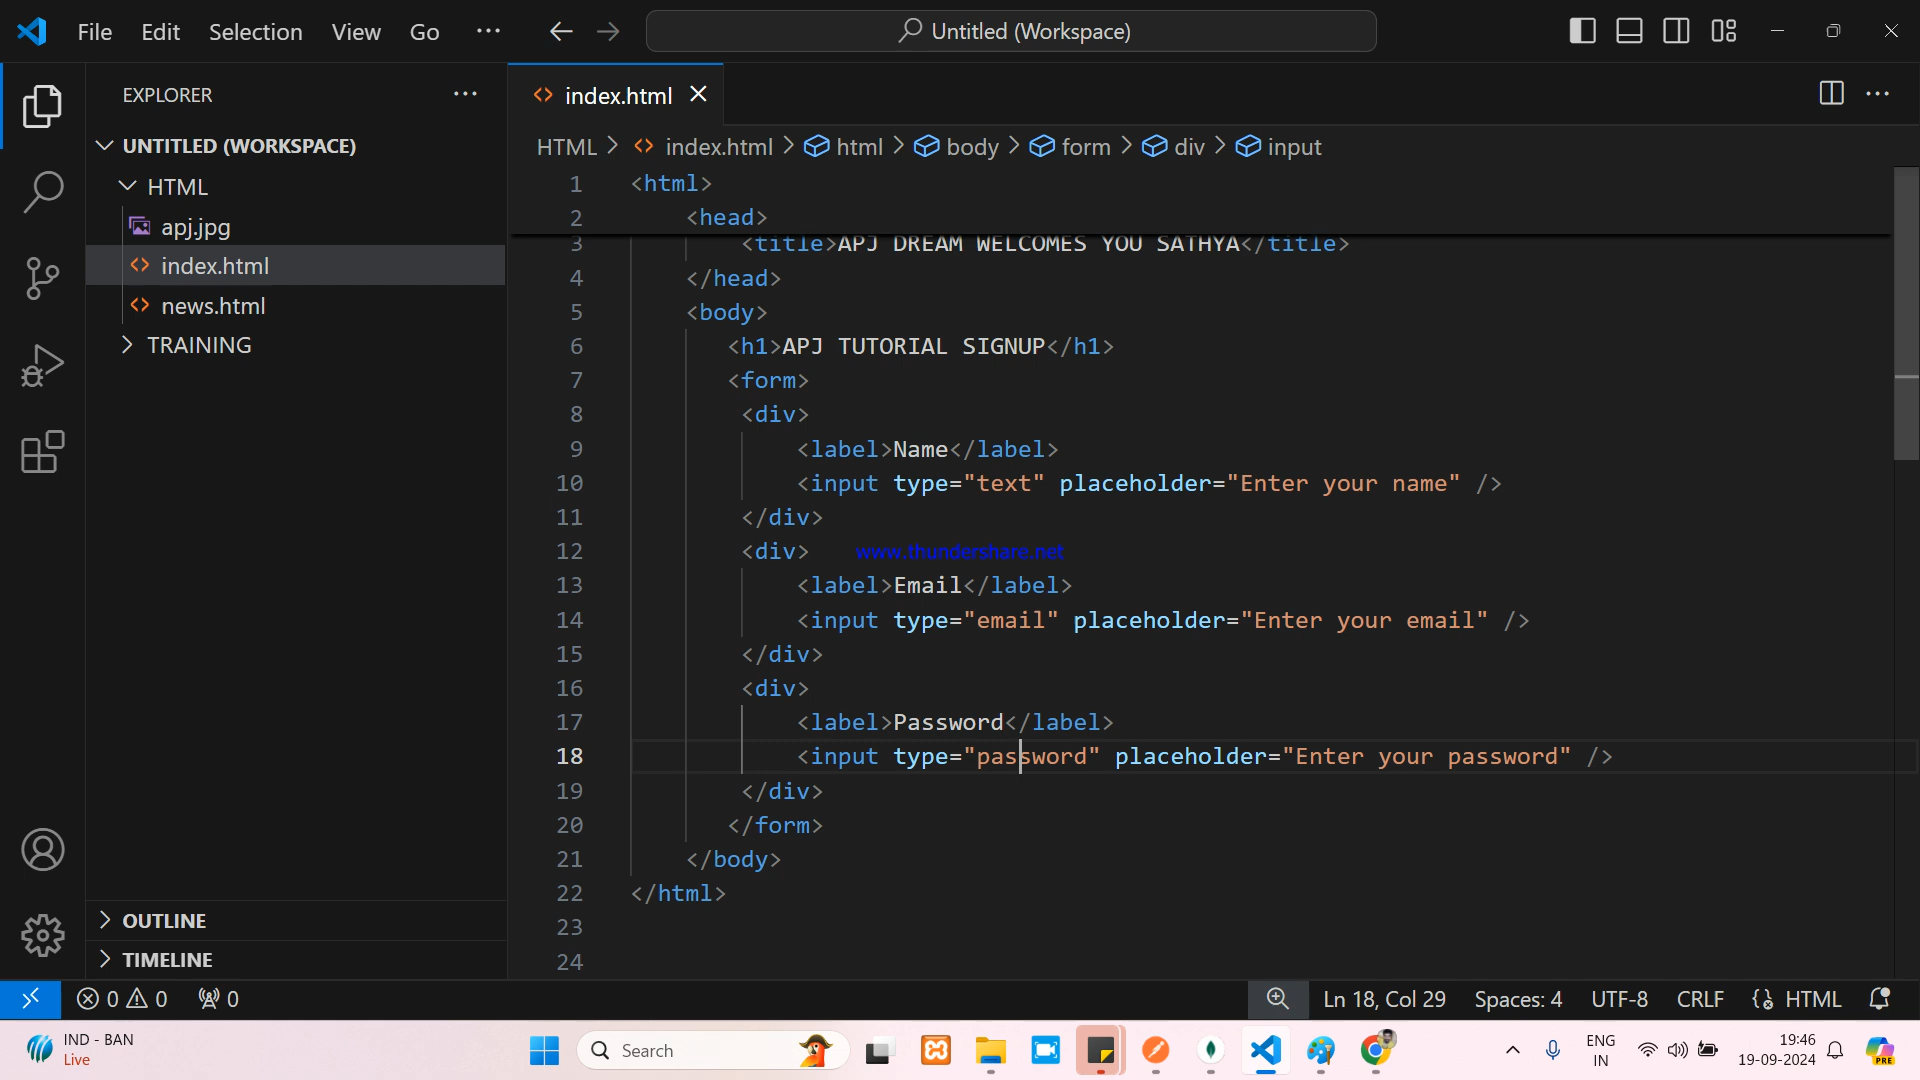 File Edit Selection View Go ··· Untitled (Workspace)
EXPLORER ···
UNTITLED (WORKSPACE)
HTML
apj.jpg
index.html
news.html
TRAINING
OUTLINE
TIMELINE
index.html
HTML > index.html > html > body > form > div > input
1 <html>
2 <head>
3 <title>APJ DREAM WELCOMES YOU SATHYA</title>
4 </head>
5 <body>
6 <h1>APJ TUTORIAL SIGNUP</h1>
7 <form>
8 <div>
9 <label>Name</label>
10 <input type="text" placeholder="Enter your name" />
11 </div>
12 <div> www.thundershare.net
13 <label>Email</label>
14 <input type="email" placeholder="Enter your email" />
15 </div>
16 <div>
17 <label>Password</label>
18 <input type="password" placeholder="Enter your password" />
19 </div>
20 </form>
21 </body>
22 </html>
23
24
0 0 0 Ln 18, Col 29 Spaces: 4 UTF-8 CRLF {} HTML
IND - BAN
Live
Search
ENG
IN
19:46
19-09-2024
PRE